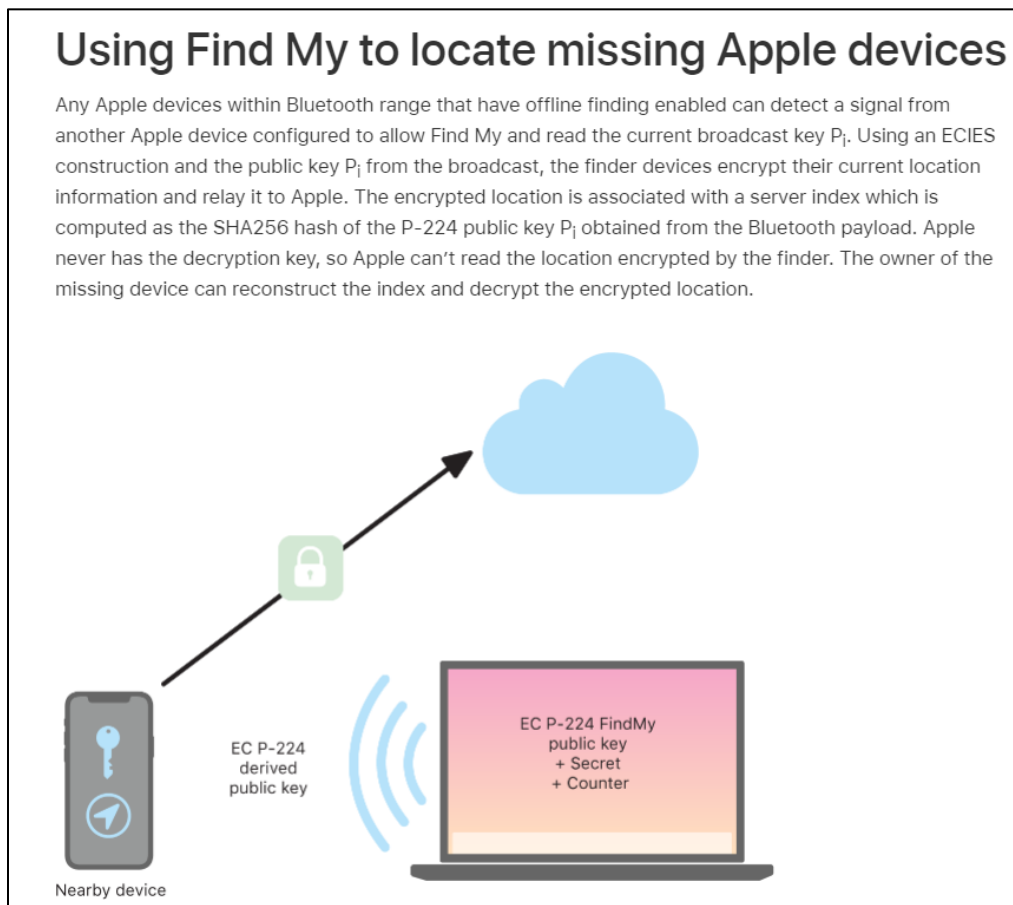 Using Find My to locate missing Apple devices
Any Apple devices within Bluetooth range that have offline finding enabled can detect a signal from
another Apple device configured to allow Find My and read the current broadcast key Pi. Using an ECIES
construction and the public key Pi from the broadcast, the finder devices encrypt their current location
information and relay it to Apple. The encrypted location is associated with a server index which is
computed as the SHA256 hash of the P-224 public key Pi obtained from the Bluetooth payload. Apple
never has the decryption key, so Apple can’t read the location encrypted by the finder. The owner of the
missing device can reconstruct the index and decrypt the encrypted location.
EC P-224 FindMy
public key
+ Secret
+ Counter
EC P-224
derived
public key
Nearby device